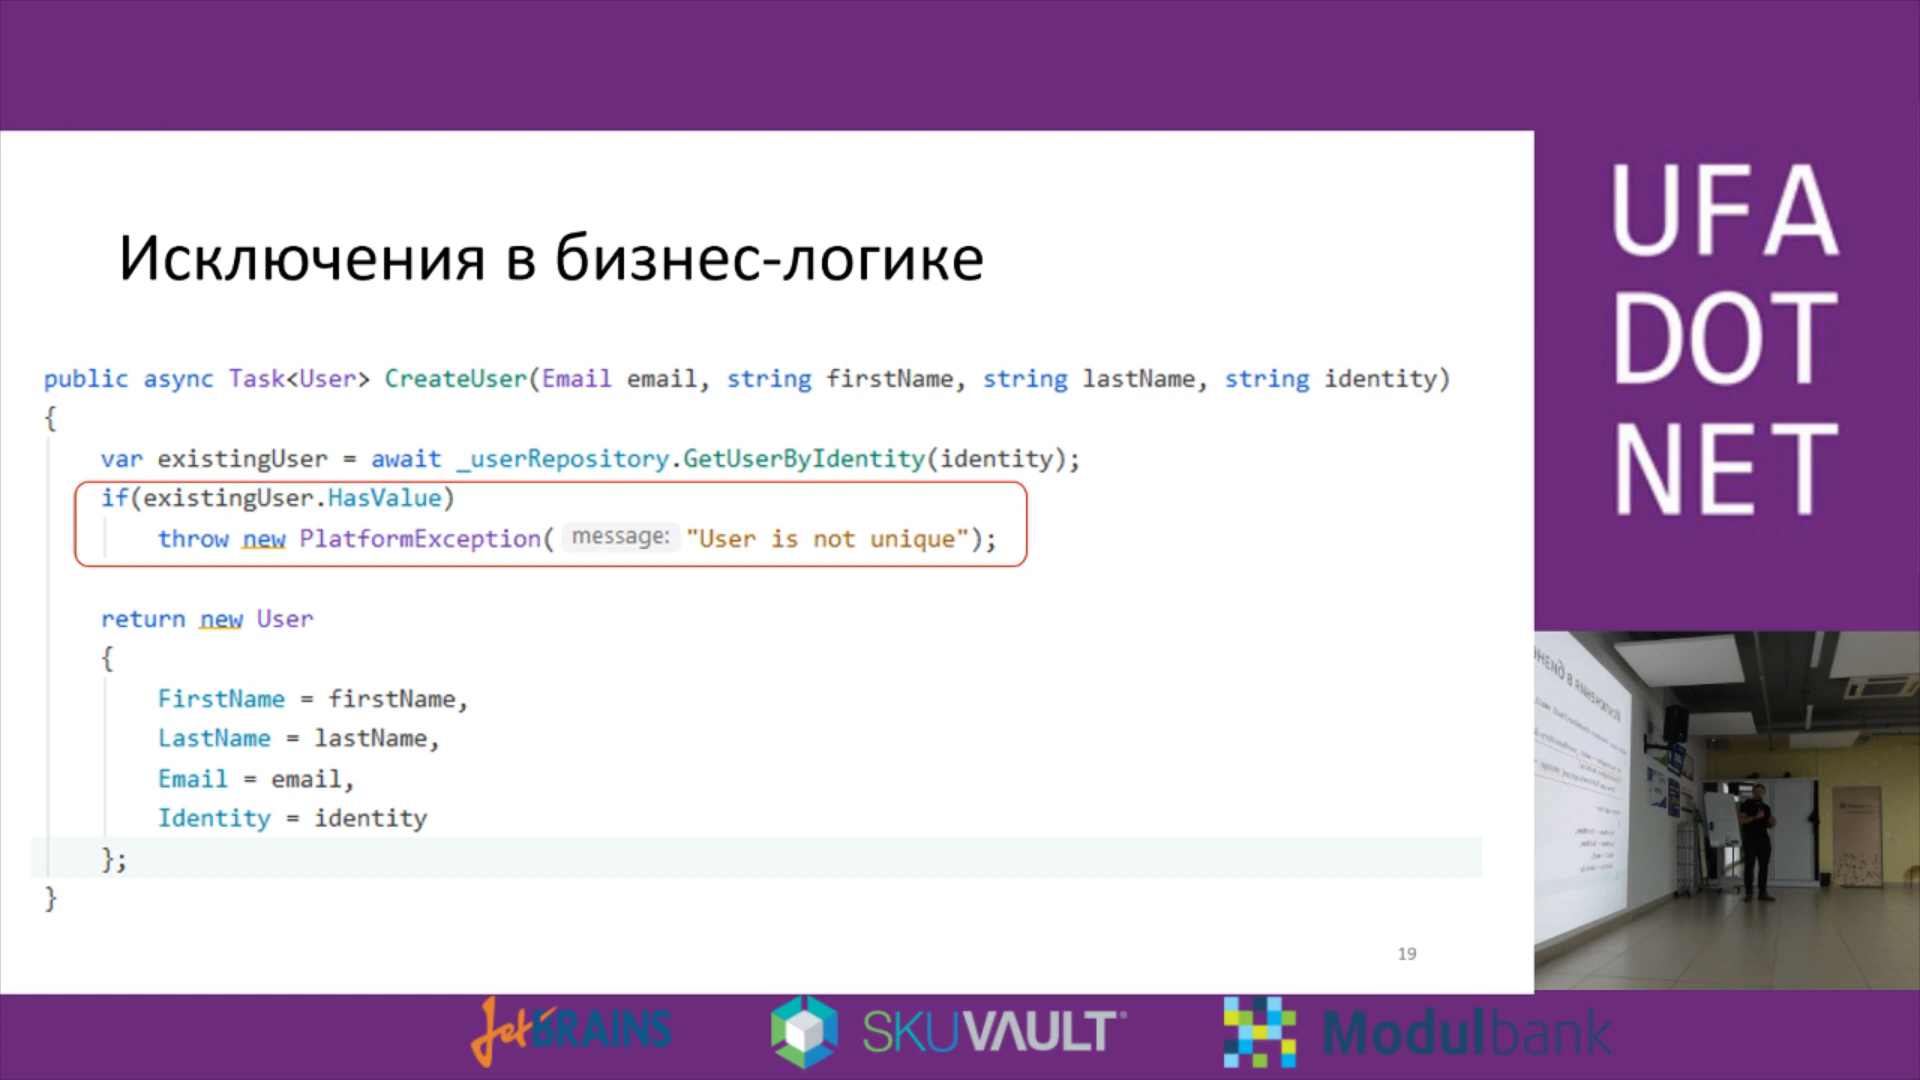 Исключения в бизнес-логике
public async Task<User> CreateUser(Email email, string firstName, string lastName, string identity)
{
var existingUser = await _userRepository.GetUserByIdentity(identity);
if(existingUser.HasValue)
throw new PlatformException( message: "User is not unique");
return new User
{
FirstName = firstName,
LastName = lastName,
Email = email,
Identity = identity
};
}
19
UFA
DOT
NET
JetBRAINS
SKUVAULT
Modulbank